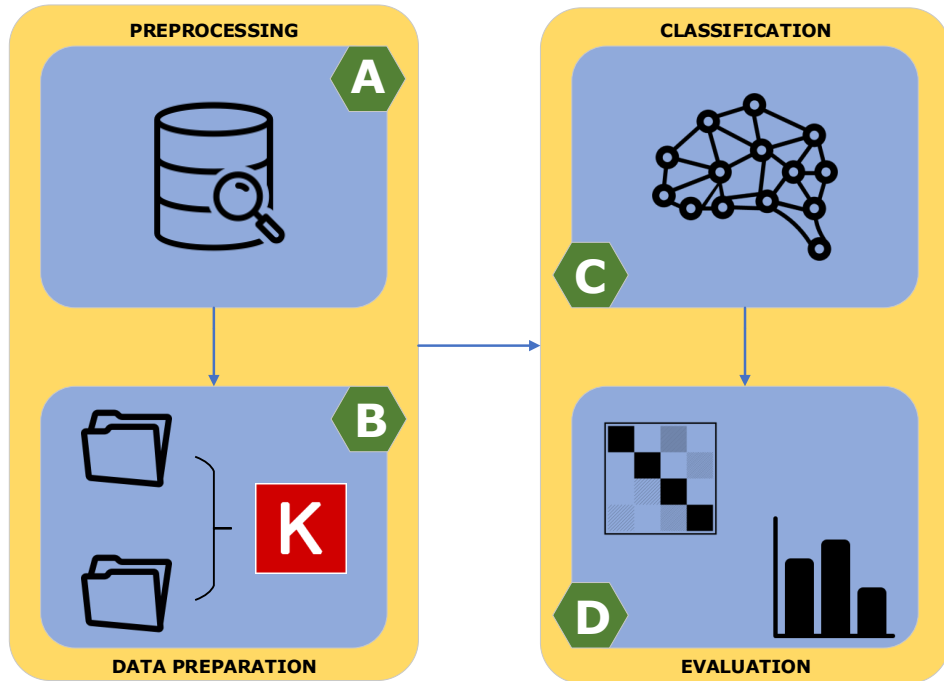 PREPROCESSING
A
B
K
DATA PREPARATION
CLASSIFICATION
C
D
EVALUATION